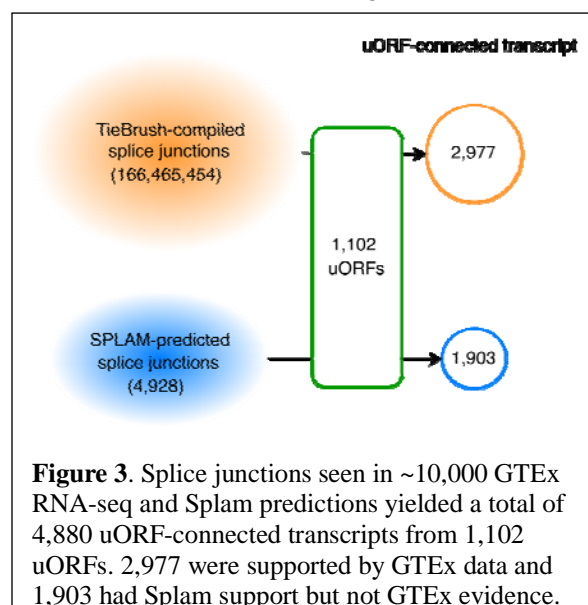 uORF-connected transcript
TieBrush-compiled
splice junctions
(166,465,454)
2,977
1,102
uORFs
SPLAM-predicted
splice junctions
(4,928)
1,903
Figure 3. Splice junctions seen in ~10,000 GTEx
RNA-seq and Splam predictions yielded a total of
4,880 uORF-connected transcripts from 1,102
uORFs. 2,977 were supported by GTEx data and
1,903 had Splam support but not GTEx evidence.